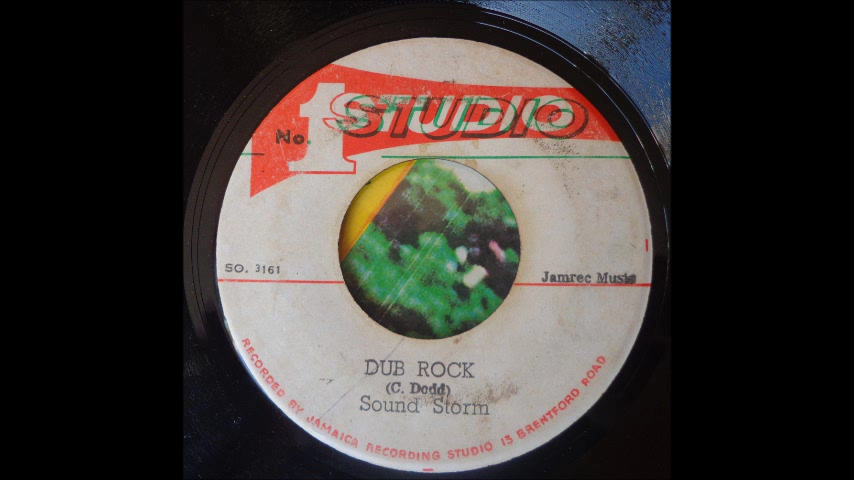 No. 1 STUDIO
SO. 3161
Jamrec Music
DUB ROCK
(C. Dodd)
Sound Storm
RECORDED BY JAMAICA RECORDING STUDIO 13 BRENTFORD ROAD